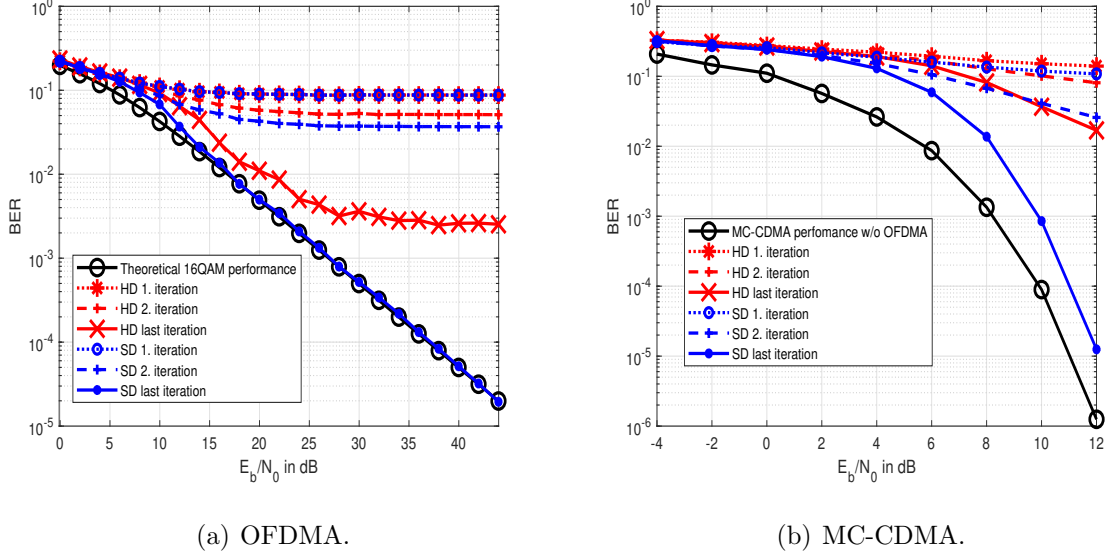 10^0
10^-1
10^-2
10^-3
10^-4
10^-5
BER
0 5 10 15 20 25 30 35 40
E_b/N_0 in dB
Theoretical 16QAM performance
HD 1. iteration
HD 2. iteration
HD last iteration
SD 1. iteration
SD 2. iteration
SD last iteration
(a) OFDMA.
10^0
10^-1
10^-2
10^-3
10^-4
10^-5
10^-6
BER
-4 -2 0 2 4 6 8 10 12
E_b/N_0 in dB
MC-CDMA perfomance w/o OFDMA
HD 1. iteration
HD 2. iteration
HD last iteration
SD 1. iteration
SD 2. iteration
SD last iteration
(b) MC-CDMA.